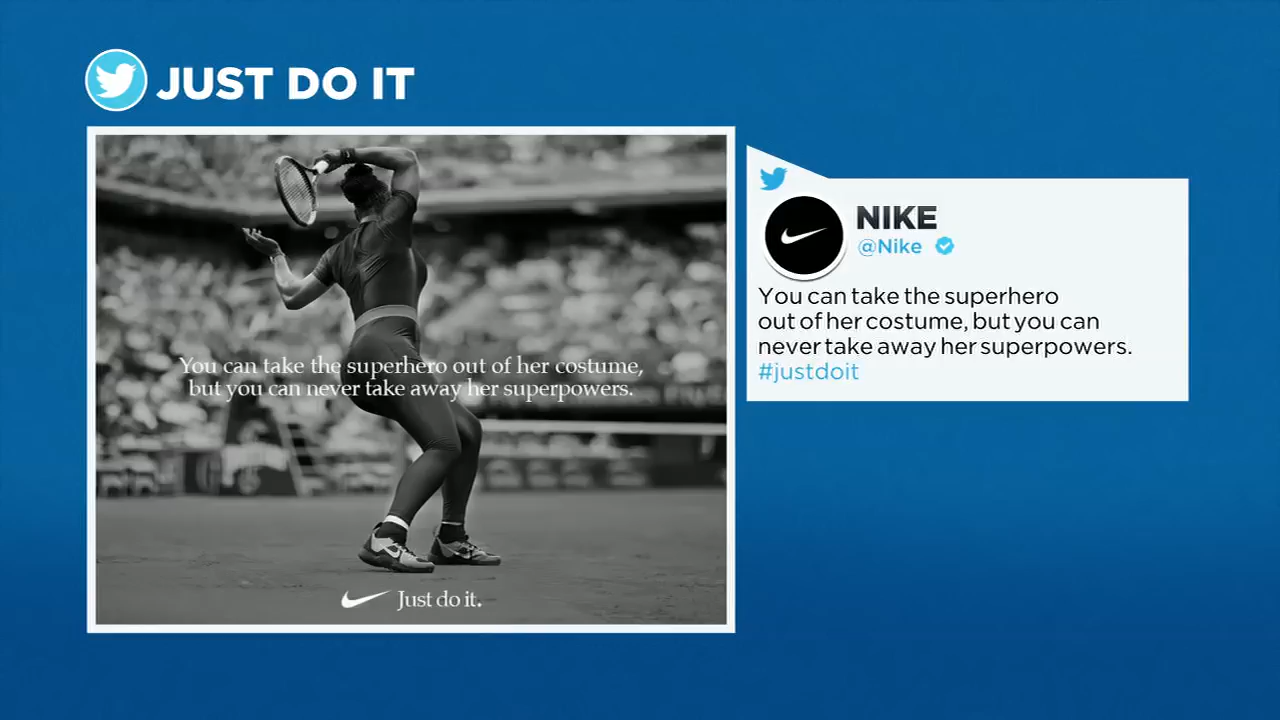 JUST DO IT
You can take the superhero out of her costume,
but you can never take away her superpowers.
Just do it.
NIKE
@Nike
You can take the superhero
out of her costume, but you can
never take away her superpowers.
#justdoit